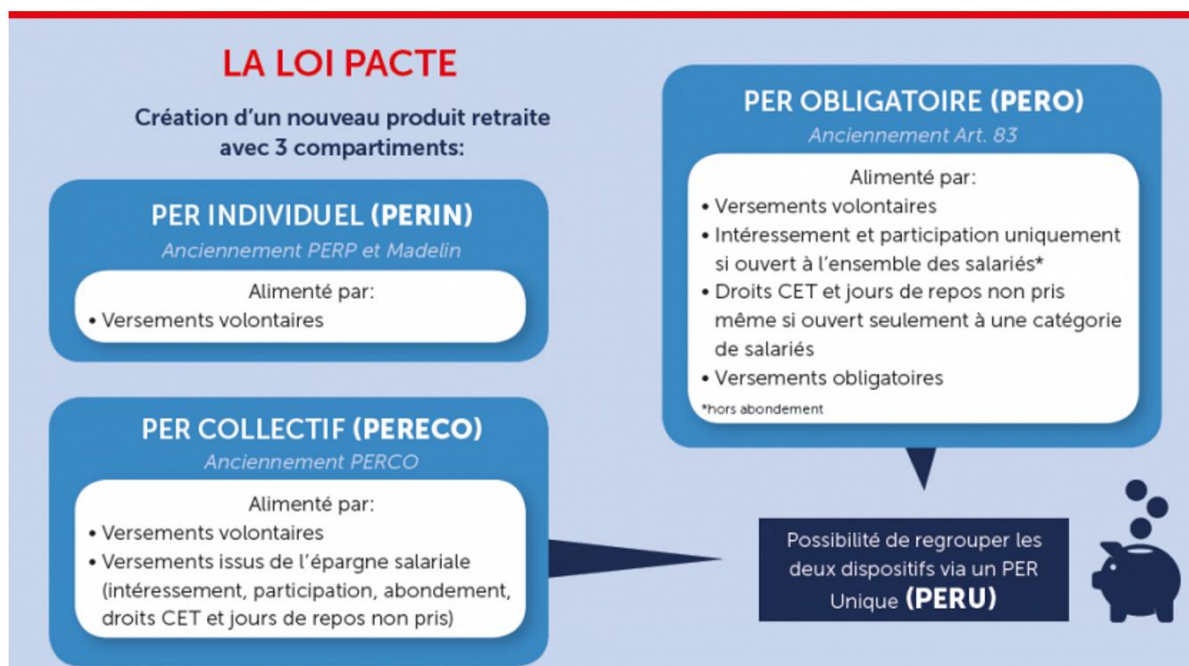 LA LOI PACTE
Création d'un nouveau produit retraite
avec 3 compartiments:
PER INDIVIDUEL (PERIN)
Anciennement PERP et Madelin
Alimenté par:
• Versements volontaires
PER COLLECTIF (PERECO)
Anciennement PERCO
Alimenté par:
• Versements volontaires
• Versements issus de l'épargne salariale
(intéressement, participation, abondement,
droits CET et jours de repos non pris)
PER OBLIGATOIRE (PERO)
Anciennement Art. 83
Alimenté par:
• Versements volontaires
• Intéressement et participation uniquement
si ouvert à l'ensemble des salariés*
• Droits CET et jours de repos non pris
même si ouvert seulement à une catégorie
de salariés
• Versements obligatoires
*hors abondement
Possibilité de regrouper les
deux dispositifs via un PER
Unique (PERU)